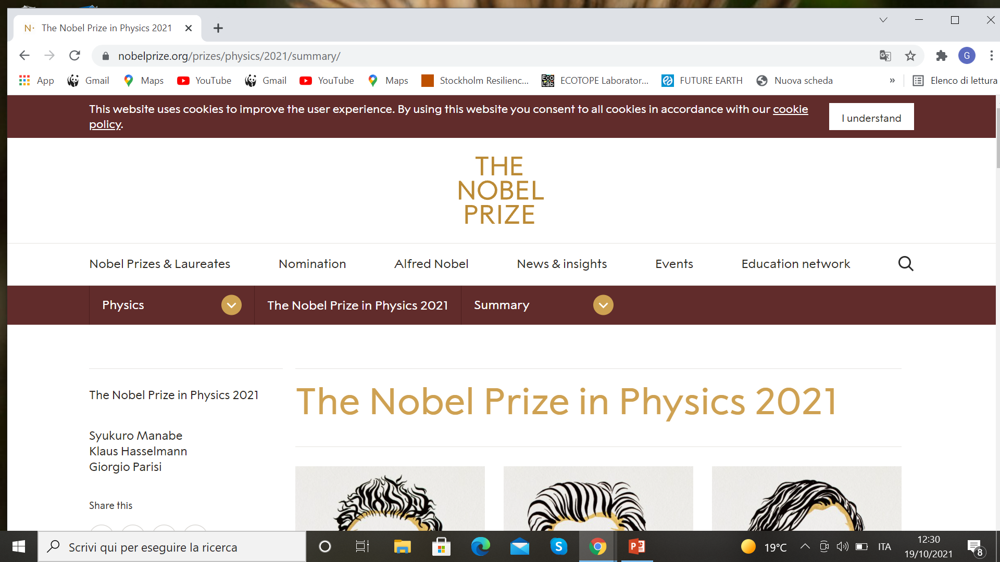 N· The Nobel Prize in Physics 2021
nobelprize.org/prizes/physics/2021/summary/
G
App Gmail Maps YouTube Gmail YouTube Maps Stockholm Resilienc... Eco Lab ECOTOPE Laborator... FUTURE EARTH Nuova scheda » Elenco di lettura
This website uses cookies to improve the user experience. By using this website you consent to all cookies in accordance with our cookie
policy.
I understand
THE
NOBEL
PRIZE
Nobel Prizes & Laureates Nomination Alfred Nobel News & insights Events Education network
Physics The Nobel Prize in Physics 2021 Summary
The Nobel Prize in Physics 2021
Syukuro Manabe
Klaus Hasselmann
Giorgio Parisi
Share this
The Nobel Prize in Physics 2021
Scrivi qui per eseguire la ricerca
19°C
ITA
12:30
19/10/2021
8